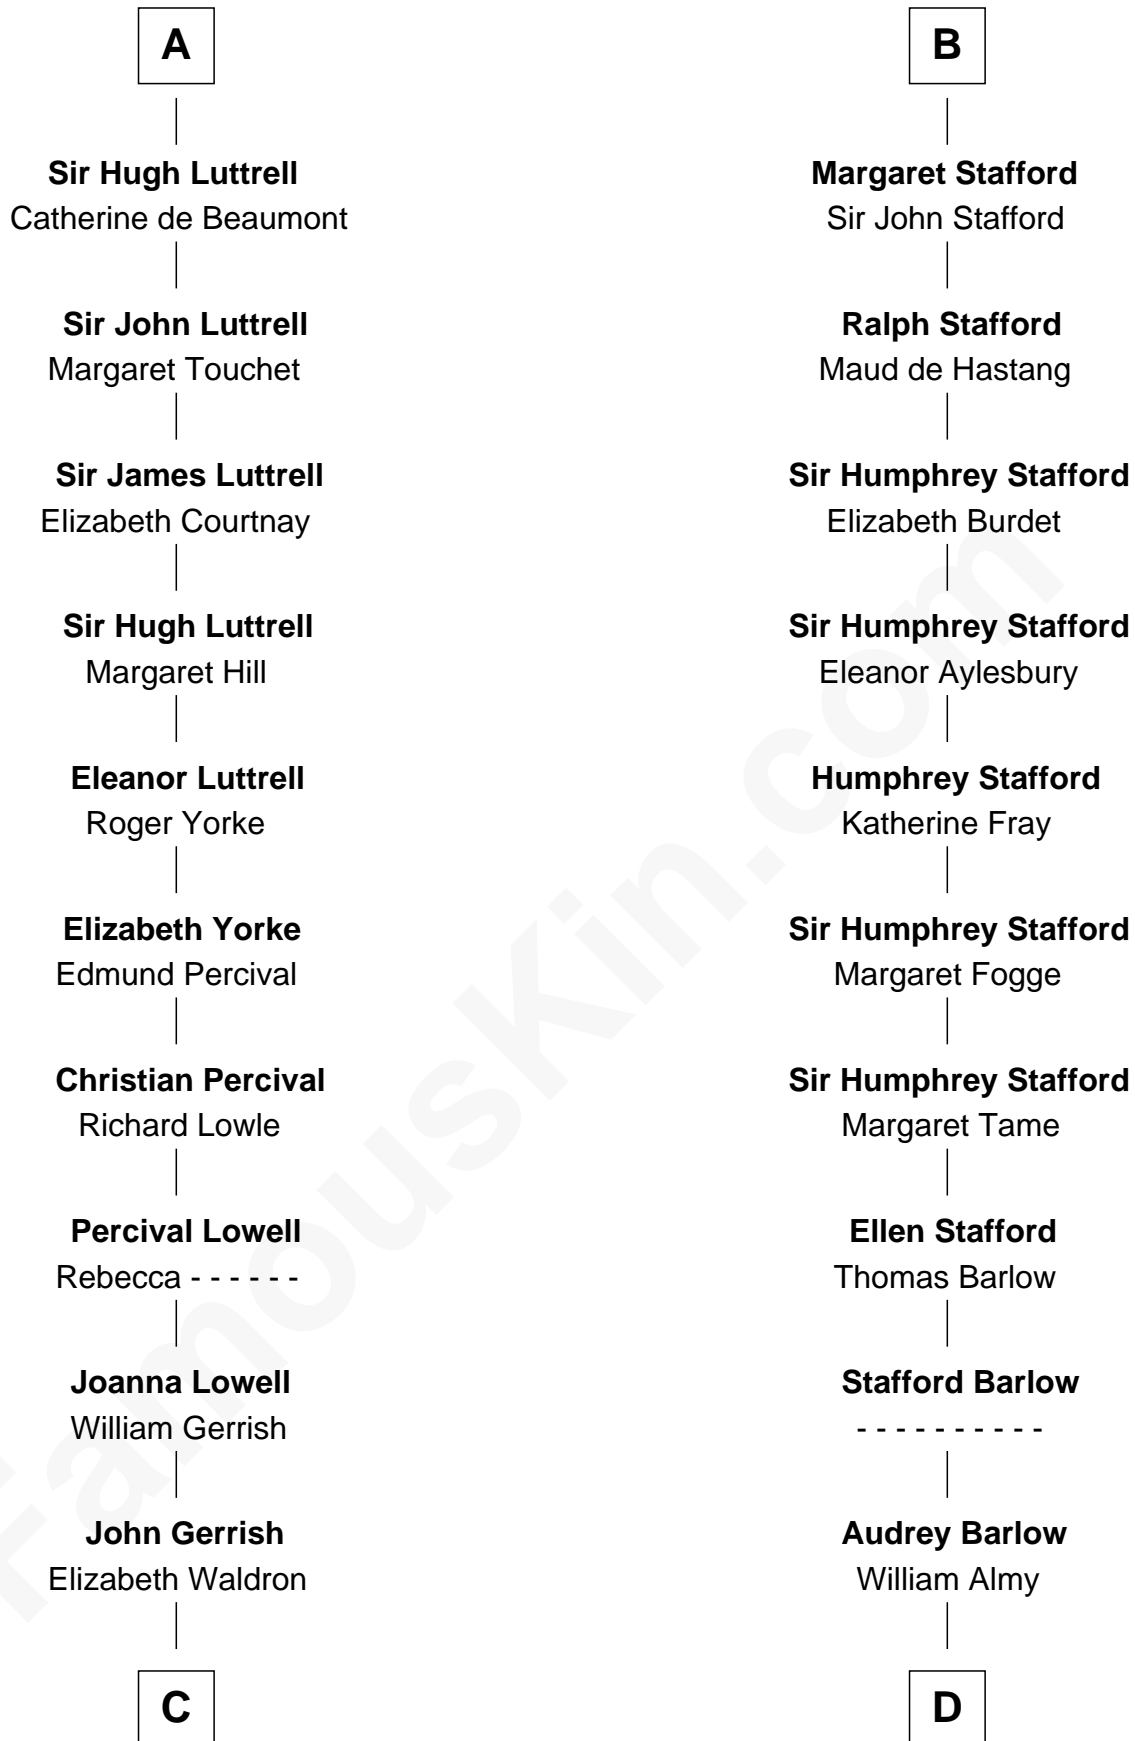 A
Sir Hugh Luttrell
Catherine de Beaumont
Sir John Luttrell
Margaret Touchet
Sir James Luttrell
Elizabeth Courtnay
Sir Hugh Luttrell
Margaret Hill
Eleanor Luttrell
Roger Yorke
Elizabeth Yorke
Edmund Percival
Christian Percival
Richard Lowle
Percival Lowell
Rebecca - - - - - -
Joanna Lowell
William Gerrish
John Gerrish
Elizabeth Waldron
C
B
Margaret Stafford
Sir John Stafford
Ralph Stafford
Maud de Hastang
Sir Humphrey Stafford
Elizabeth Burdet
Sir Humphrey Stafford
Eleanor Aylesbury
Humphrey Stafford
Katherine Fray
Sir Humphrey Stafford
Margaret Fogge
Sir Humphrey Stafford
Margaret Tame
Ellen Stafford
Thomas Barlow
Stafford Barlow
- - - - - - - - - -
Audrey Barlow
William Almy
D
FamousKin.com